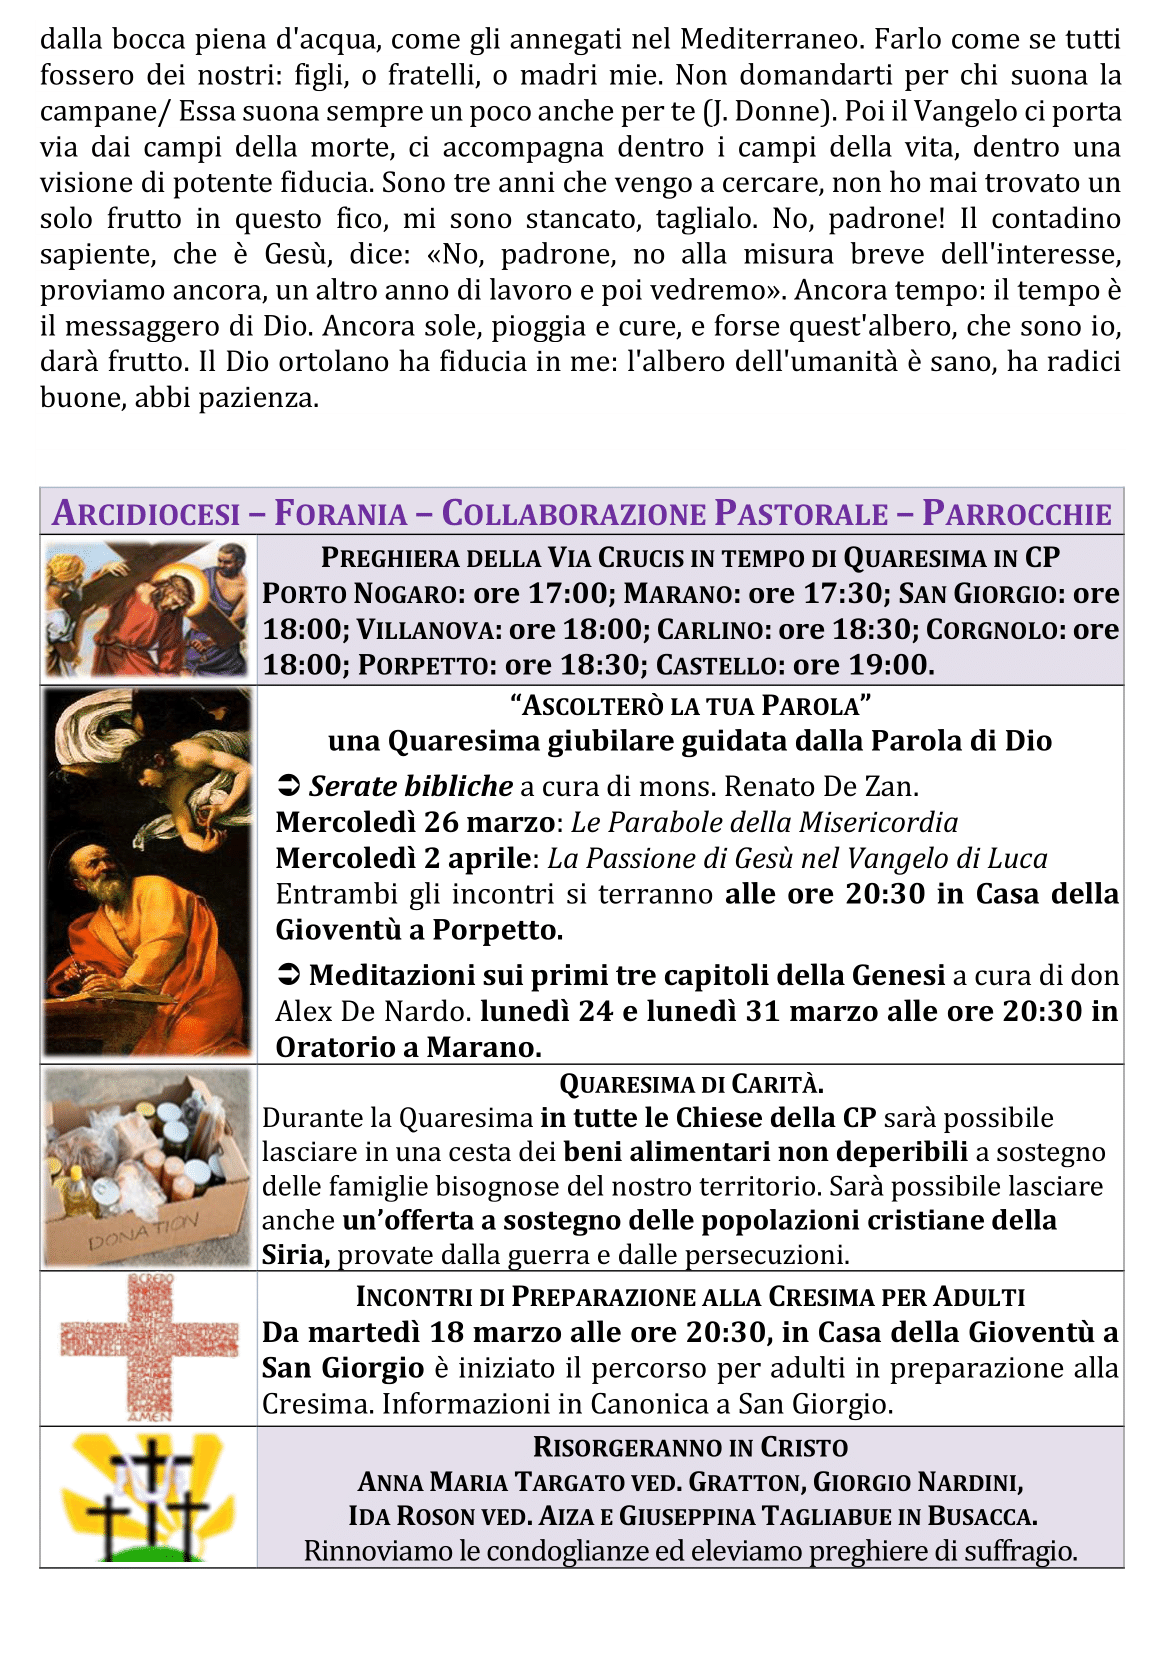 dalla bocca piena d'acqua, come gli annegati nel Mediterraneo. Farlo come se tutti
fossero dei nostri: figli, o fratelli, o madri mie. Non domandarti per chi suona la
campane/ Essa suona sempre un poco anche per te (J. Donne). Poi il Vangelo ci porta
via dai campi della morte, ci accompagna dentro i campi della vita, dentro una
visione di potente fiducia. Sono tre anni che vengo a cercare, non ho mai trovato un
solo frutto in questo fico, mi sono stancato, taglialo. No, padrone! Il contadino
sapiente, che è Gesù, dice: «No, padrone, no alla misura breve dell'interesse,
proviamo ancora, un altro anno di lavoro e poi vedremo». Ancora tempo: il tempo è
il messaggero di Dio. Ancora sole, pioggia e cure, e forse quest'albero, che sono io,
darà frutto. Il Dio ortolano ha fiducia in me: l'albero dell'umanità è sano, ha radici
buone, abbi pazienza.
ARCIDIOCESI – FORANIA – COLLABORAZIONE PASTORALE – PARROCCHIE
PREGHIERA DELLA VIA CRUCIS IN TEMPO DI QUARESIMA IN CP
PORTO NOGARO: ore 17:00; MARANO: ore 17:30; SAN GIORGIO: ore
18:00; VILLANOVA: ore 18:00; CARLINO: ore 18:30; CORGNOLO: ore
18:00; PORPETTO: ore 18:30; CASTELLO: ore 19:00.
“ASCOLTERÒ LA TUA PAROLA”
una Quaresima giubilare guidata dalla Parola di Dio
➲ Serate bibliche a cura di mons. Renato De Zan.
Mercoledì 26 marzo: Le Parabole della Misericordia
Mercoledì 2 aprile: La Passione di Gesù nel Vangelo di Luca
Entrambi gli incontri si terranno alle ore 20:30 in Casa della
Gioventù a Porpetto.
➲ Meditazioni sui primi tre capitoli della Genesi a cura di don
Alex De Nardo. lunedì 24 e lunedì 31 marzo alle ore 20:30 in
Oratorio a Marano.
DONATION
QUARESIMA DI CARITÀ.
Durante la Quaresima in tutte le Chiese della CP sarà possibile
lasciare in una cesta dei beni alimentari non deperibili a sostegno
delle famiglie bisognose del nostro territorio. Sarà possibile lasciare
anche un’offerta a sostegno delle popolazioni cristiane della
Siria, provate dalla guerra e dalle persecuzioni.
CREDO
AMEN
INCONTRI DI PREPARAZIONE ALLA CRESIMA PER ADULTI
Da martedì 18 marzo alle ore 20:30, in Casa della Gioventù a
San Giorgio è iniziato il percorso per adulti in preparazione alla
Cresima. Informazioni in Canonica a San Giorgio.
RISORGERANNO IN CRISTO
ANNA MARIA TARGATO VED. GRATTON, GIORGIO NARDINI,
IDA ROSON VED. AIZA E GIUSEPPINA TAGLIABUE IN BUSACCA.
Rinnoviamo le condoglianze ed eleviamo preghiere di suffragio.